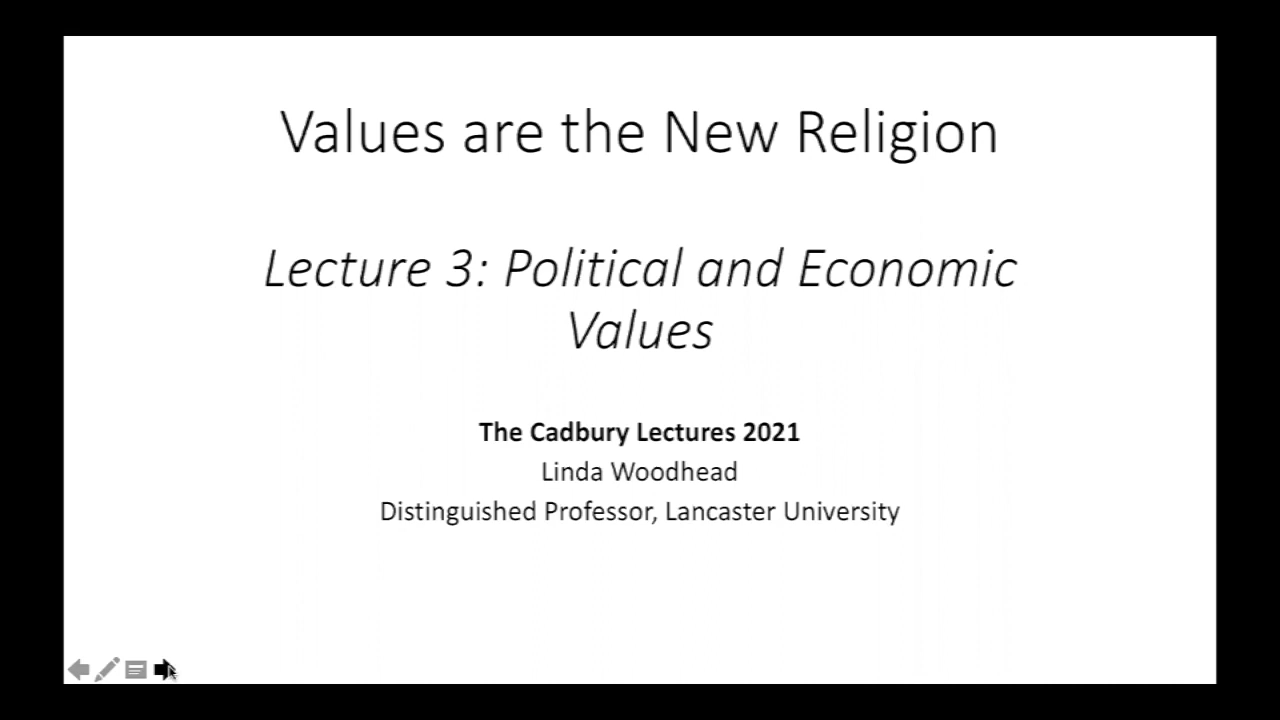 Values are the New Religion
Lecture 3: Political and Economic
Values
The Cadbury Lectures 2021
Linda Woodhead
Distinguished Professor, Lancaster University